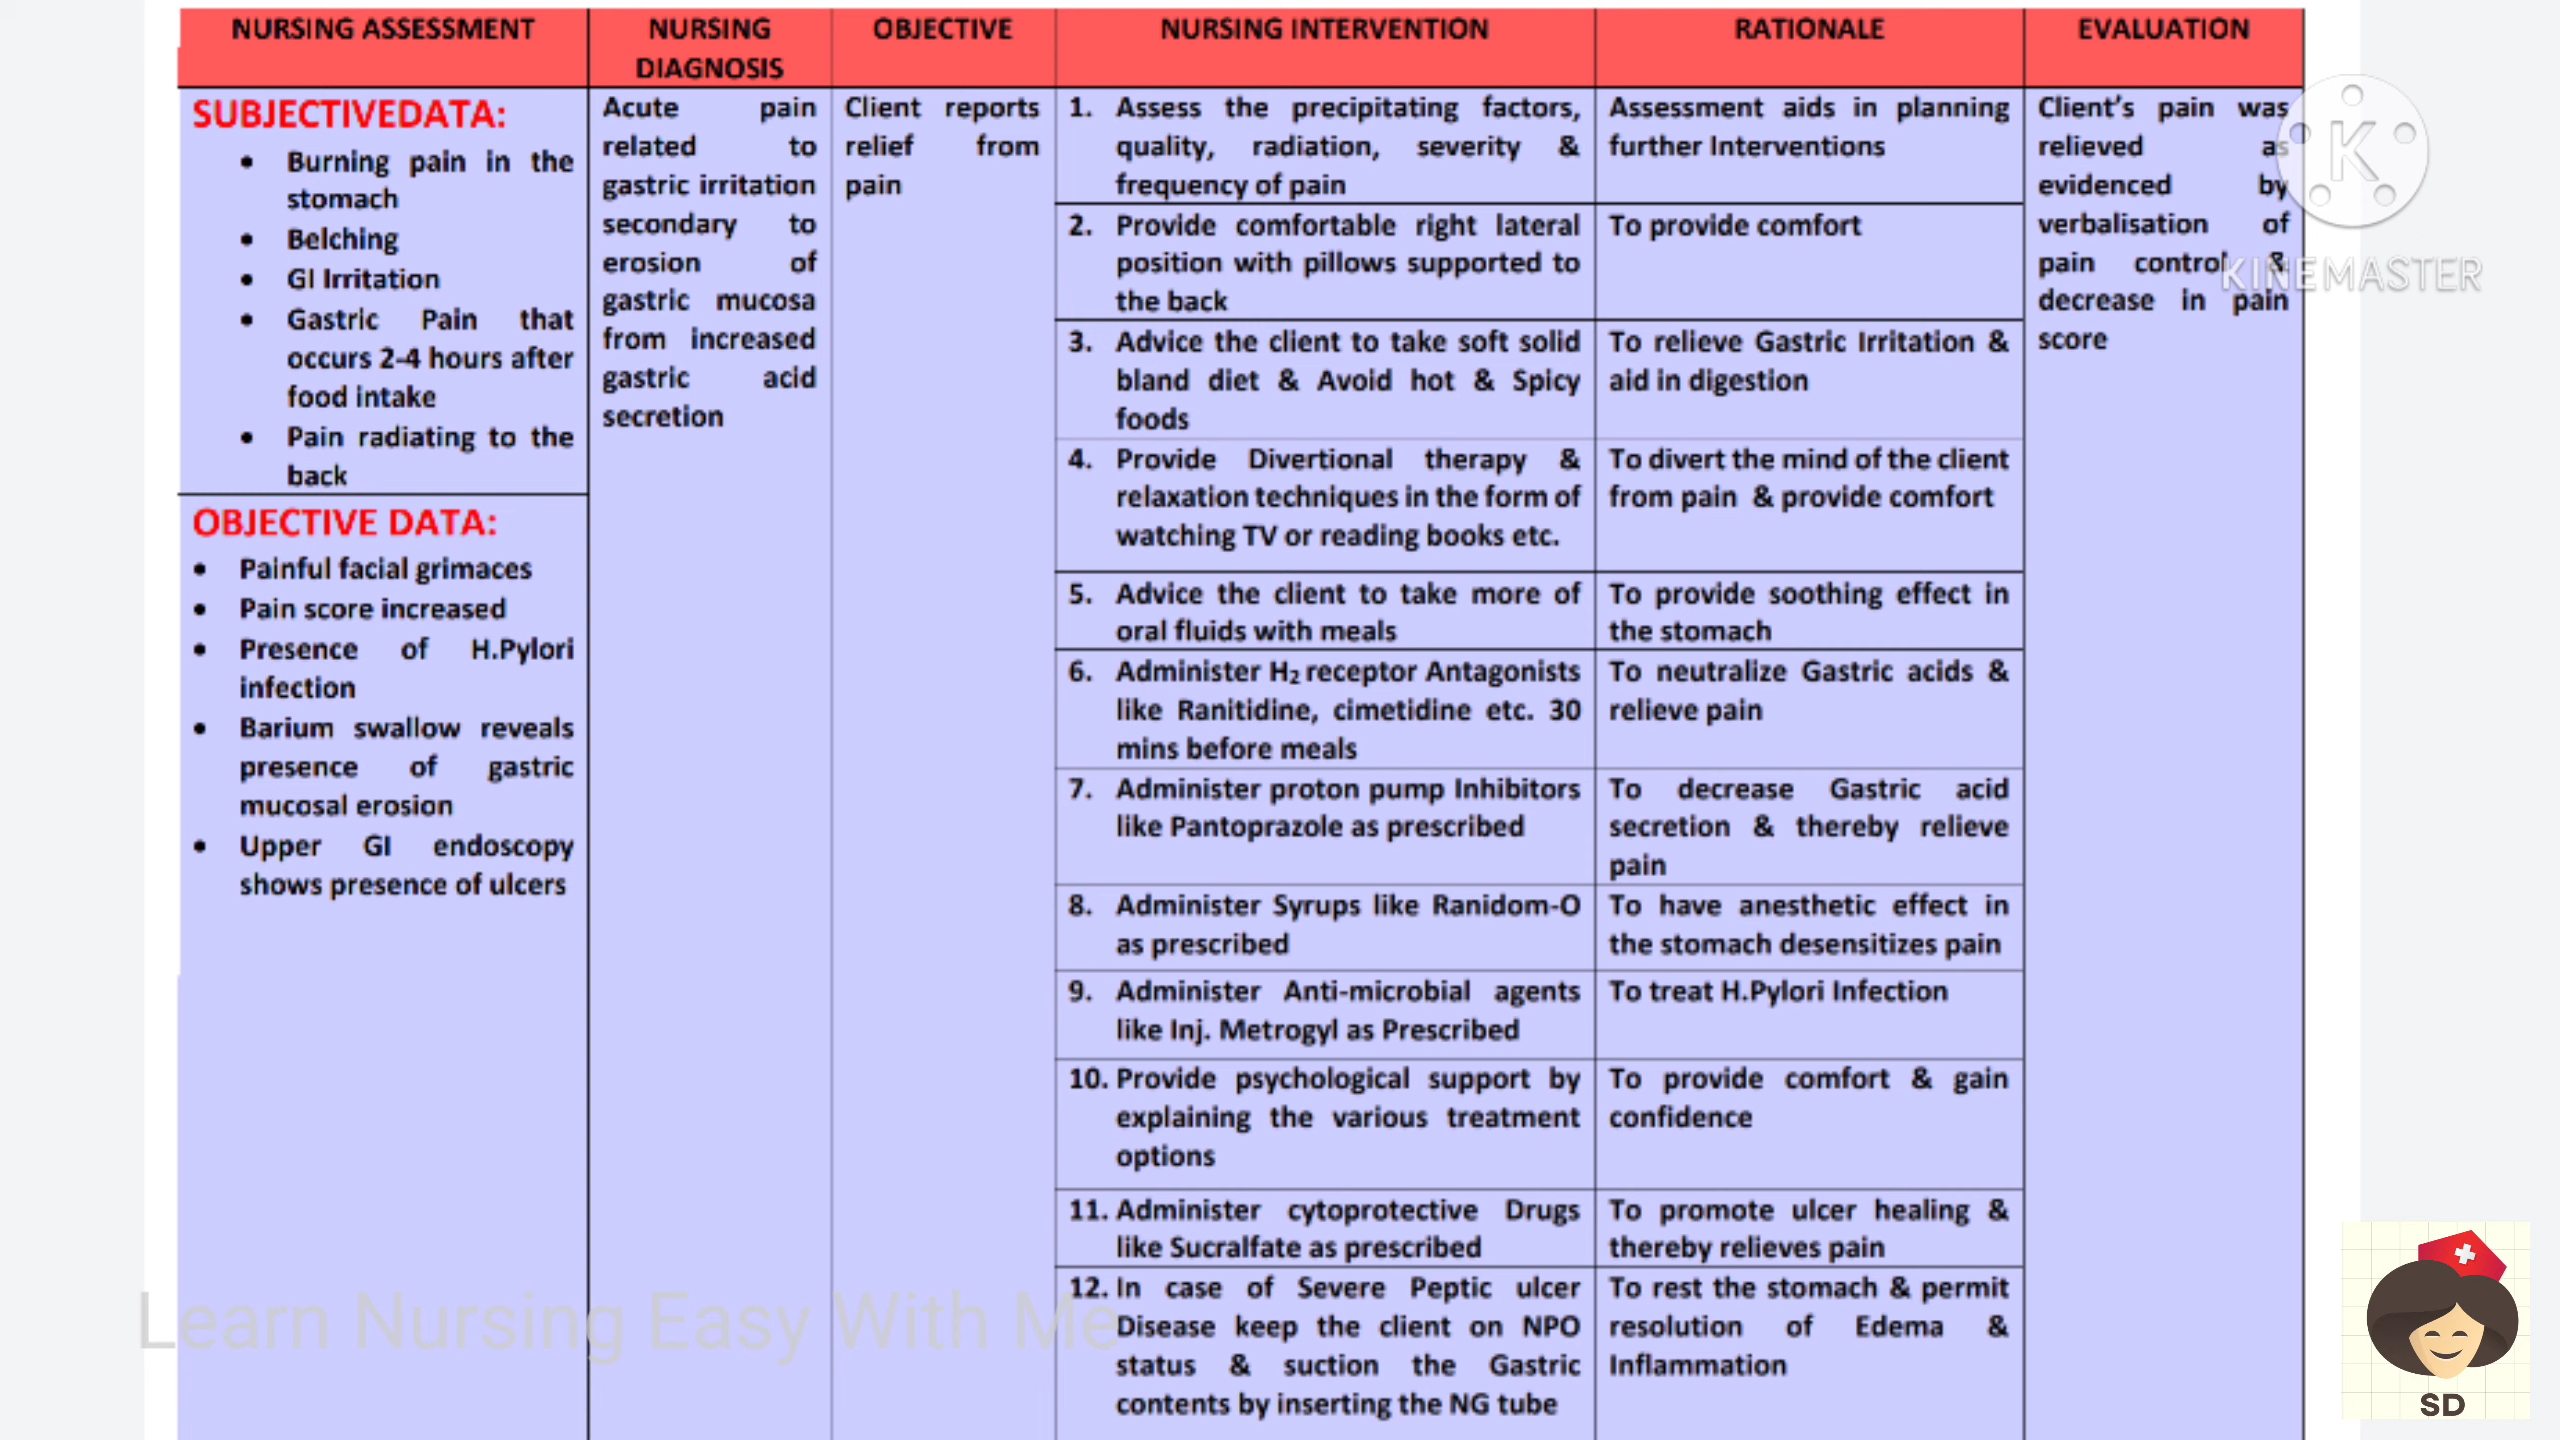 NURSING ASSESSMENT
NURSING
DIAGNOSIS
OBJECTIVE
NURSING INTERVENTION
RATIONALE
EVALUATION
SUBJECTIVEDATA:
• Burning pain in the
stomach
• Belching
• GI Irritation
• Gastric Pain that
occurs 2-4 hours after
food intake
• Pain radiating to the
back
OBJECTIVE DATA:
• Painful facial grimaces
• Pain score increased
• Presence of H.Pylori
infection
• Barium swallow reveals
presence of gastric
mucosal erosion
• Upper GI endoscopy
shows presence of ulcers
Acute pain
related to
gastric irritation
secondary to
erosion of
gastric mucosa
from increased
gastric acid
secretion
Client reports
relief from
pain
1. Assess the precipitating factors,
quality, radiation, severity &
frequency of pain
Assessment aids in planning
further Interventions
2. Provide comfortable right lateral
position with pillows supported to
the back
To provide comfort
3. Advice the client to take soft solid
bland diet & Avoid hot & Spicy
foods
To relieve Gastric Irritation &
aid in digestion
4. Provide Divertional therapy &
relaxation techniques in the form of
watching TV or reading books etc.
To divert the mind of the client
from pain & provide comfort
5. Advice the client to take more of
oral fluids with meals
To provide soothing effect in
the stomach
6. Administer H₂ receptor Antagonists
like Ranitidine, cimetidine etc. 30
mins before meals
To neutralize Gastric acids &
relieve pain
7. Administer proton pump Inhibitors
like Pantoprazole as prescribed
To decrease Gastric acid
secretion & thereby relieve
pain
8. Administer Syrups like Ranidom-O
as prescribed
To have anesthetic effect in
the stomach desensitizes pain
9. Administer Anti-microbial agents
like Inj. Metrogyl as Prescribed
To treat H.Pylori Infection
10. Provide psychological support by
explaining the various treatment
options
To provide comfort & gain
confidence
11. Administer cytoprotective Drugs
like Sucralfate as prescribed
To promote ulcer healing &
thereby relieves pain
12. In case of Severe Peptic ulcer
Disease keep the client on NPO
status & suction the Gastric
contents by inserting the NG tube
To rest the stomach & permit
resolution of Edema &
Inflammation
Client's pain was
relieved as
evidenced by
verbalisation of
pain control &
decrease in pain
score
K
KINEMASTER
Learn Nursing Easy With Me
SD